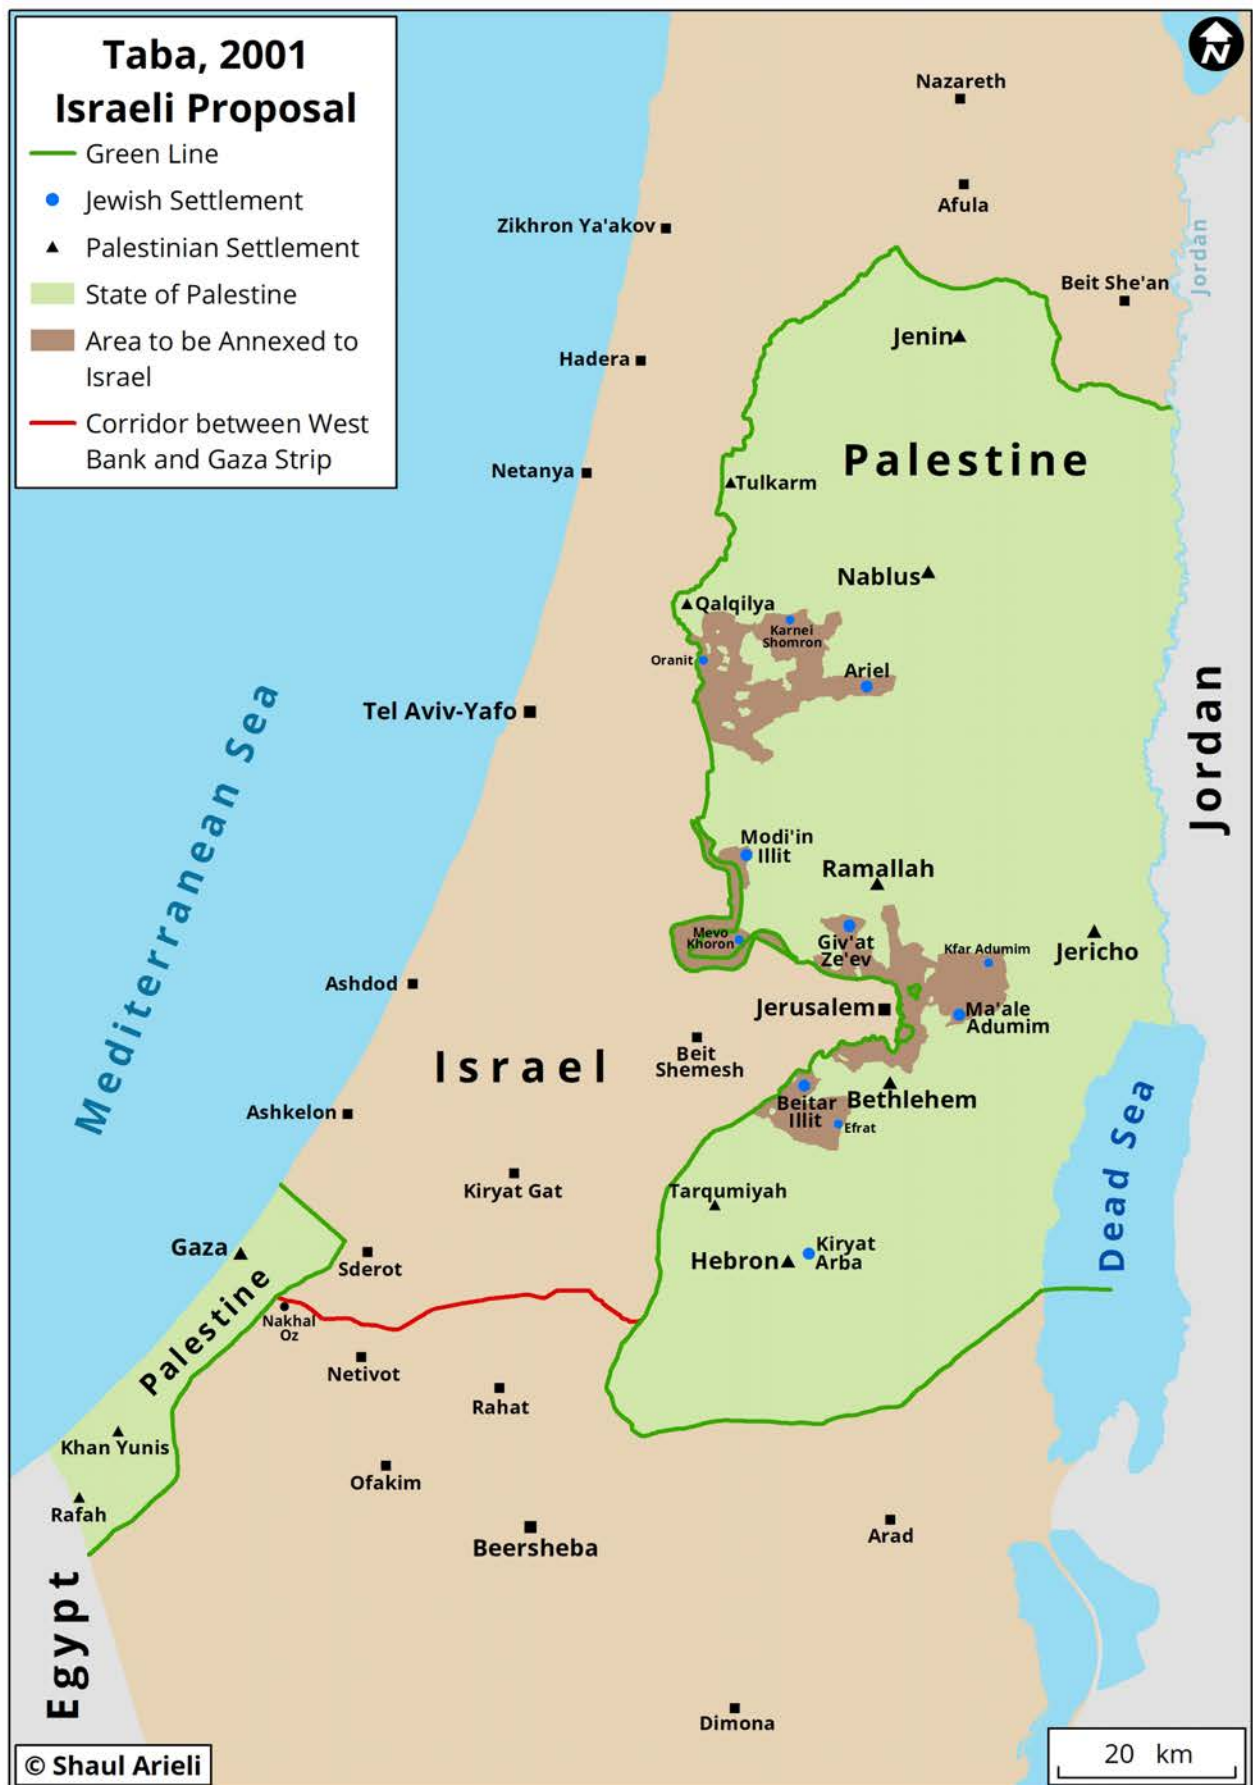 Taba, 2001
Israeli Proposal
Green Line
Jewish Settlement
Palestinian Settlement
State of Palestine
Area to be Annexed to
Israel
Corridor between West
Bank and Gaza Strip
N
Nazareth
Afula
Zikhron Ya'akov
Jordan
Beit She'an
Jenin
Hadera
Palestine
Netanya
Tulkarm
Nablus
Qalqilya
Karnei
Shomron
Oranit
Ariel
Tel Aviv-Yafo
Mediterranean Sea
Jordan
Modi'in
Illit
Ramallah
Mevo
Khoron
Giv'at
Ze'ev
Kfar Adumim
Jericho
Ashdod
Jerusalem
Ma'ale
Adumim
Israel
Beit
Shemesh
Beitar
Illit
Bethlehem
Efrat
Ashkelon
Dead Sea
Kiryat Gat
Tarqumiyah
Gaza
Sderot
Hebron
Kiryat
Arba
Palestine
Nakhal
Oz
Netivot
Rahat
Khan Yunis
Ofakim
Rafah
Beersheba
Arad
Egypt
Dimona
© Shaul Arieli
20 km